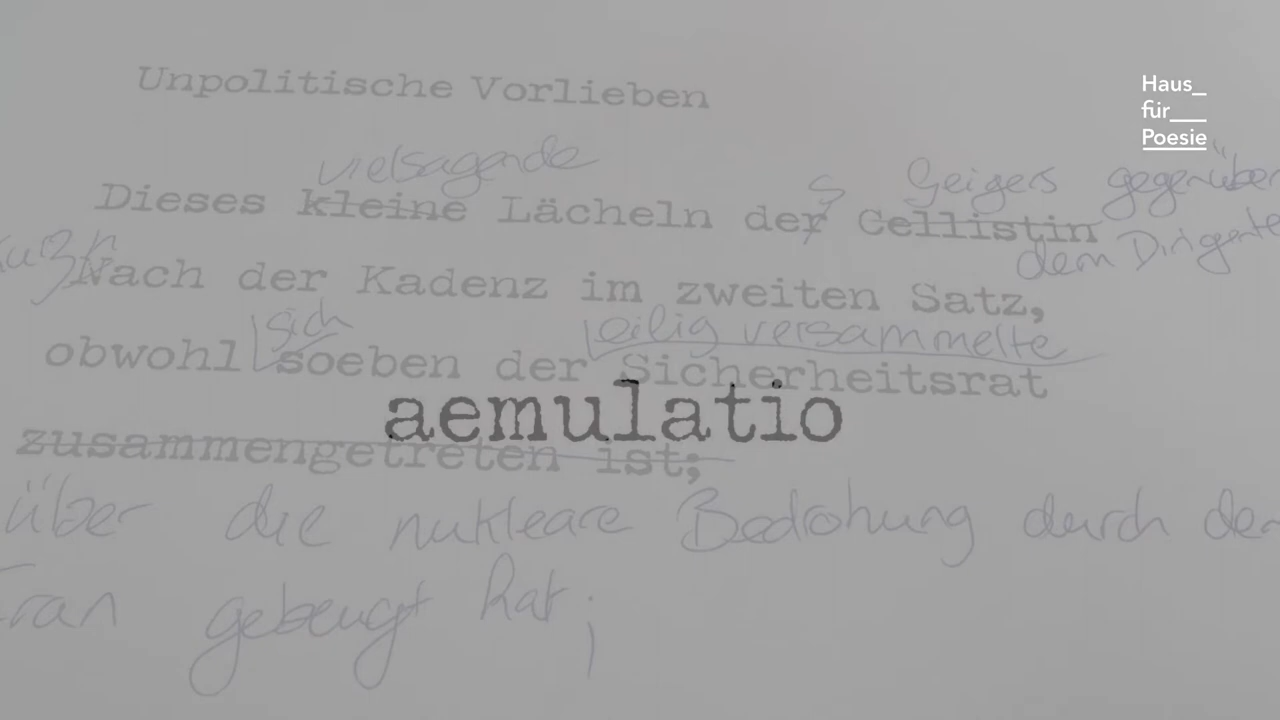 Unpolitische Vorlieben
vielsagende
Dieses kleine Lächeln der s Cellistin
Geigers gegenüber
dem Dirigente
Nach der Kadenz im zweiten Satz,
sich
eilig versammelte
obwohl soeben der Sicherheitsrat
aemulatio
zusammengetreten ist;
über die nukleare Bedrohung durch den
Iran gebeugt hat;
Haus_
für__
Poesie